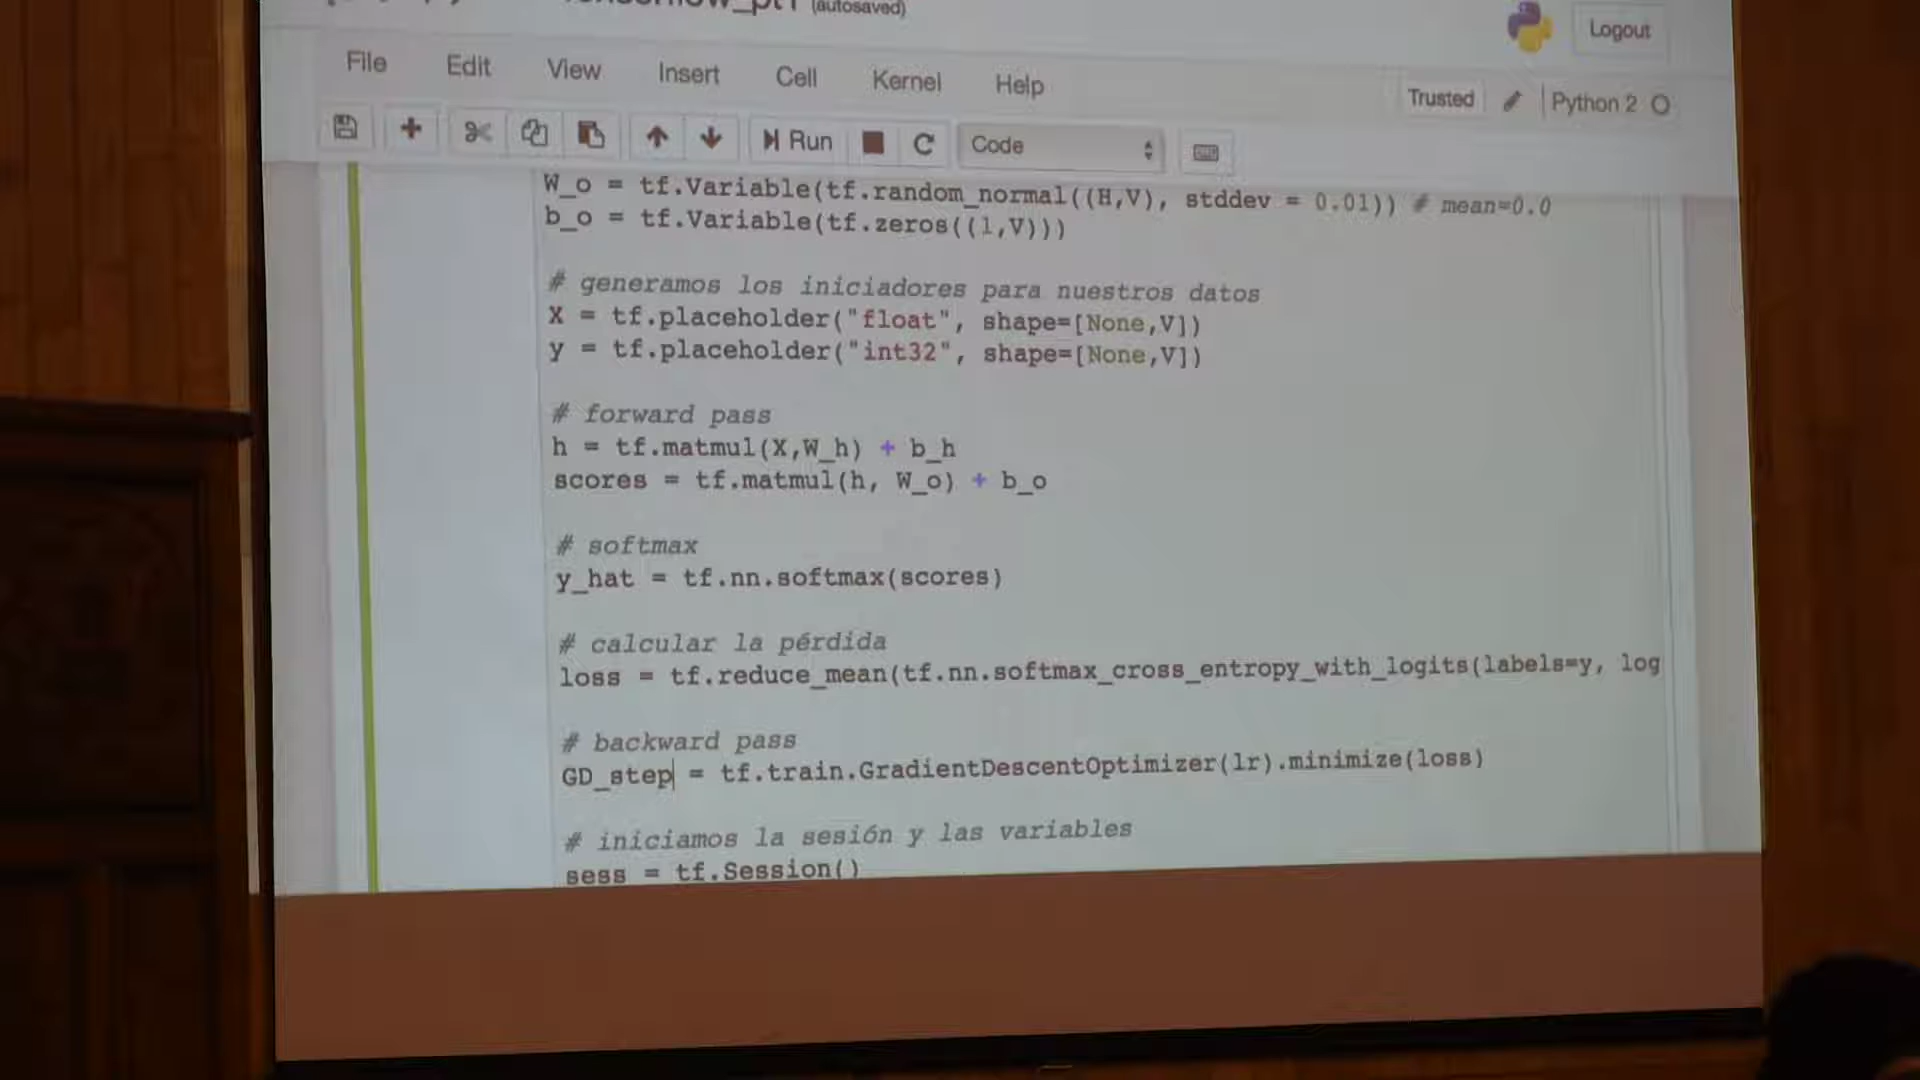 (autosaved)
Logout
File Edit View Insert Cell Kernel Help
Trusted Python 2
Run Code
W_o = tf.Variable(tf.random_normal((H,V), stddev = 0.01)) # mean=0.0
b_o = tf.Variable(tf.zeros((1,V)))
# generamos los iniciadores para nuestros datos
X = tf.placeholder("float", shape=[None,V])
y = tf.placeholder("int32", shape=[None,V])
# forward pass
h = tf.matmul(X,W_h) + b_h
scores = tf.matmul(h, W_o) + b_o
# softmax
y_hat = tf.nn.softmax(scores)
# calcular la pérdida
loss = tf.reduce_mean(tf.nn.softmax_cross_entropy_with_logits(labels=y, log
# backward pass
GD_step = tf.train.GradientDescentOptimizer(lr).minimize(loss)
# iniciamos la sesión y las variables
sess = tf.Session()